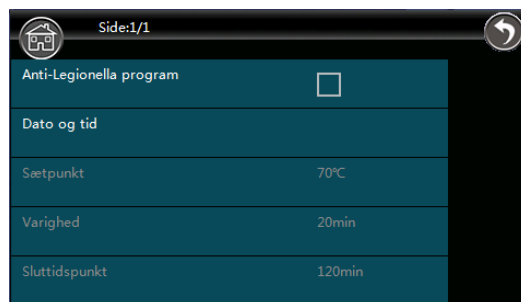 Side:1/1
Anti-Legionella program
Dato og tid
Sætpunkt 70℃
Varighed 20min
Sluttidspunkt 120min